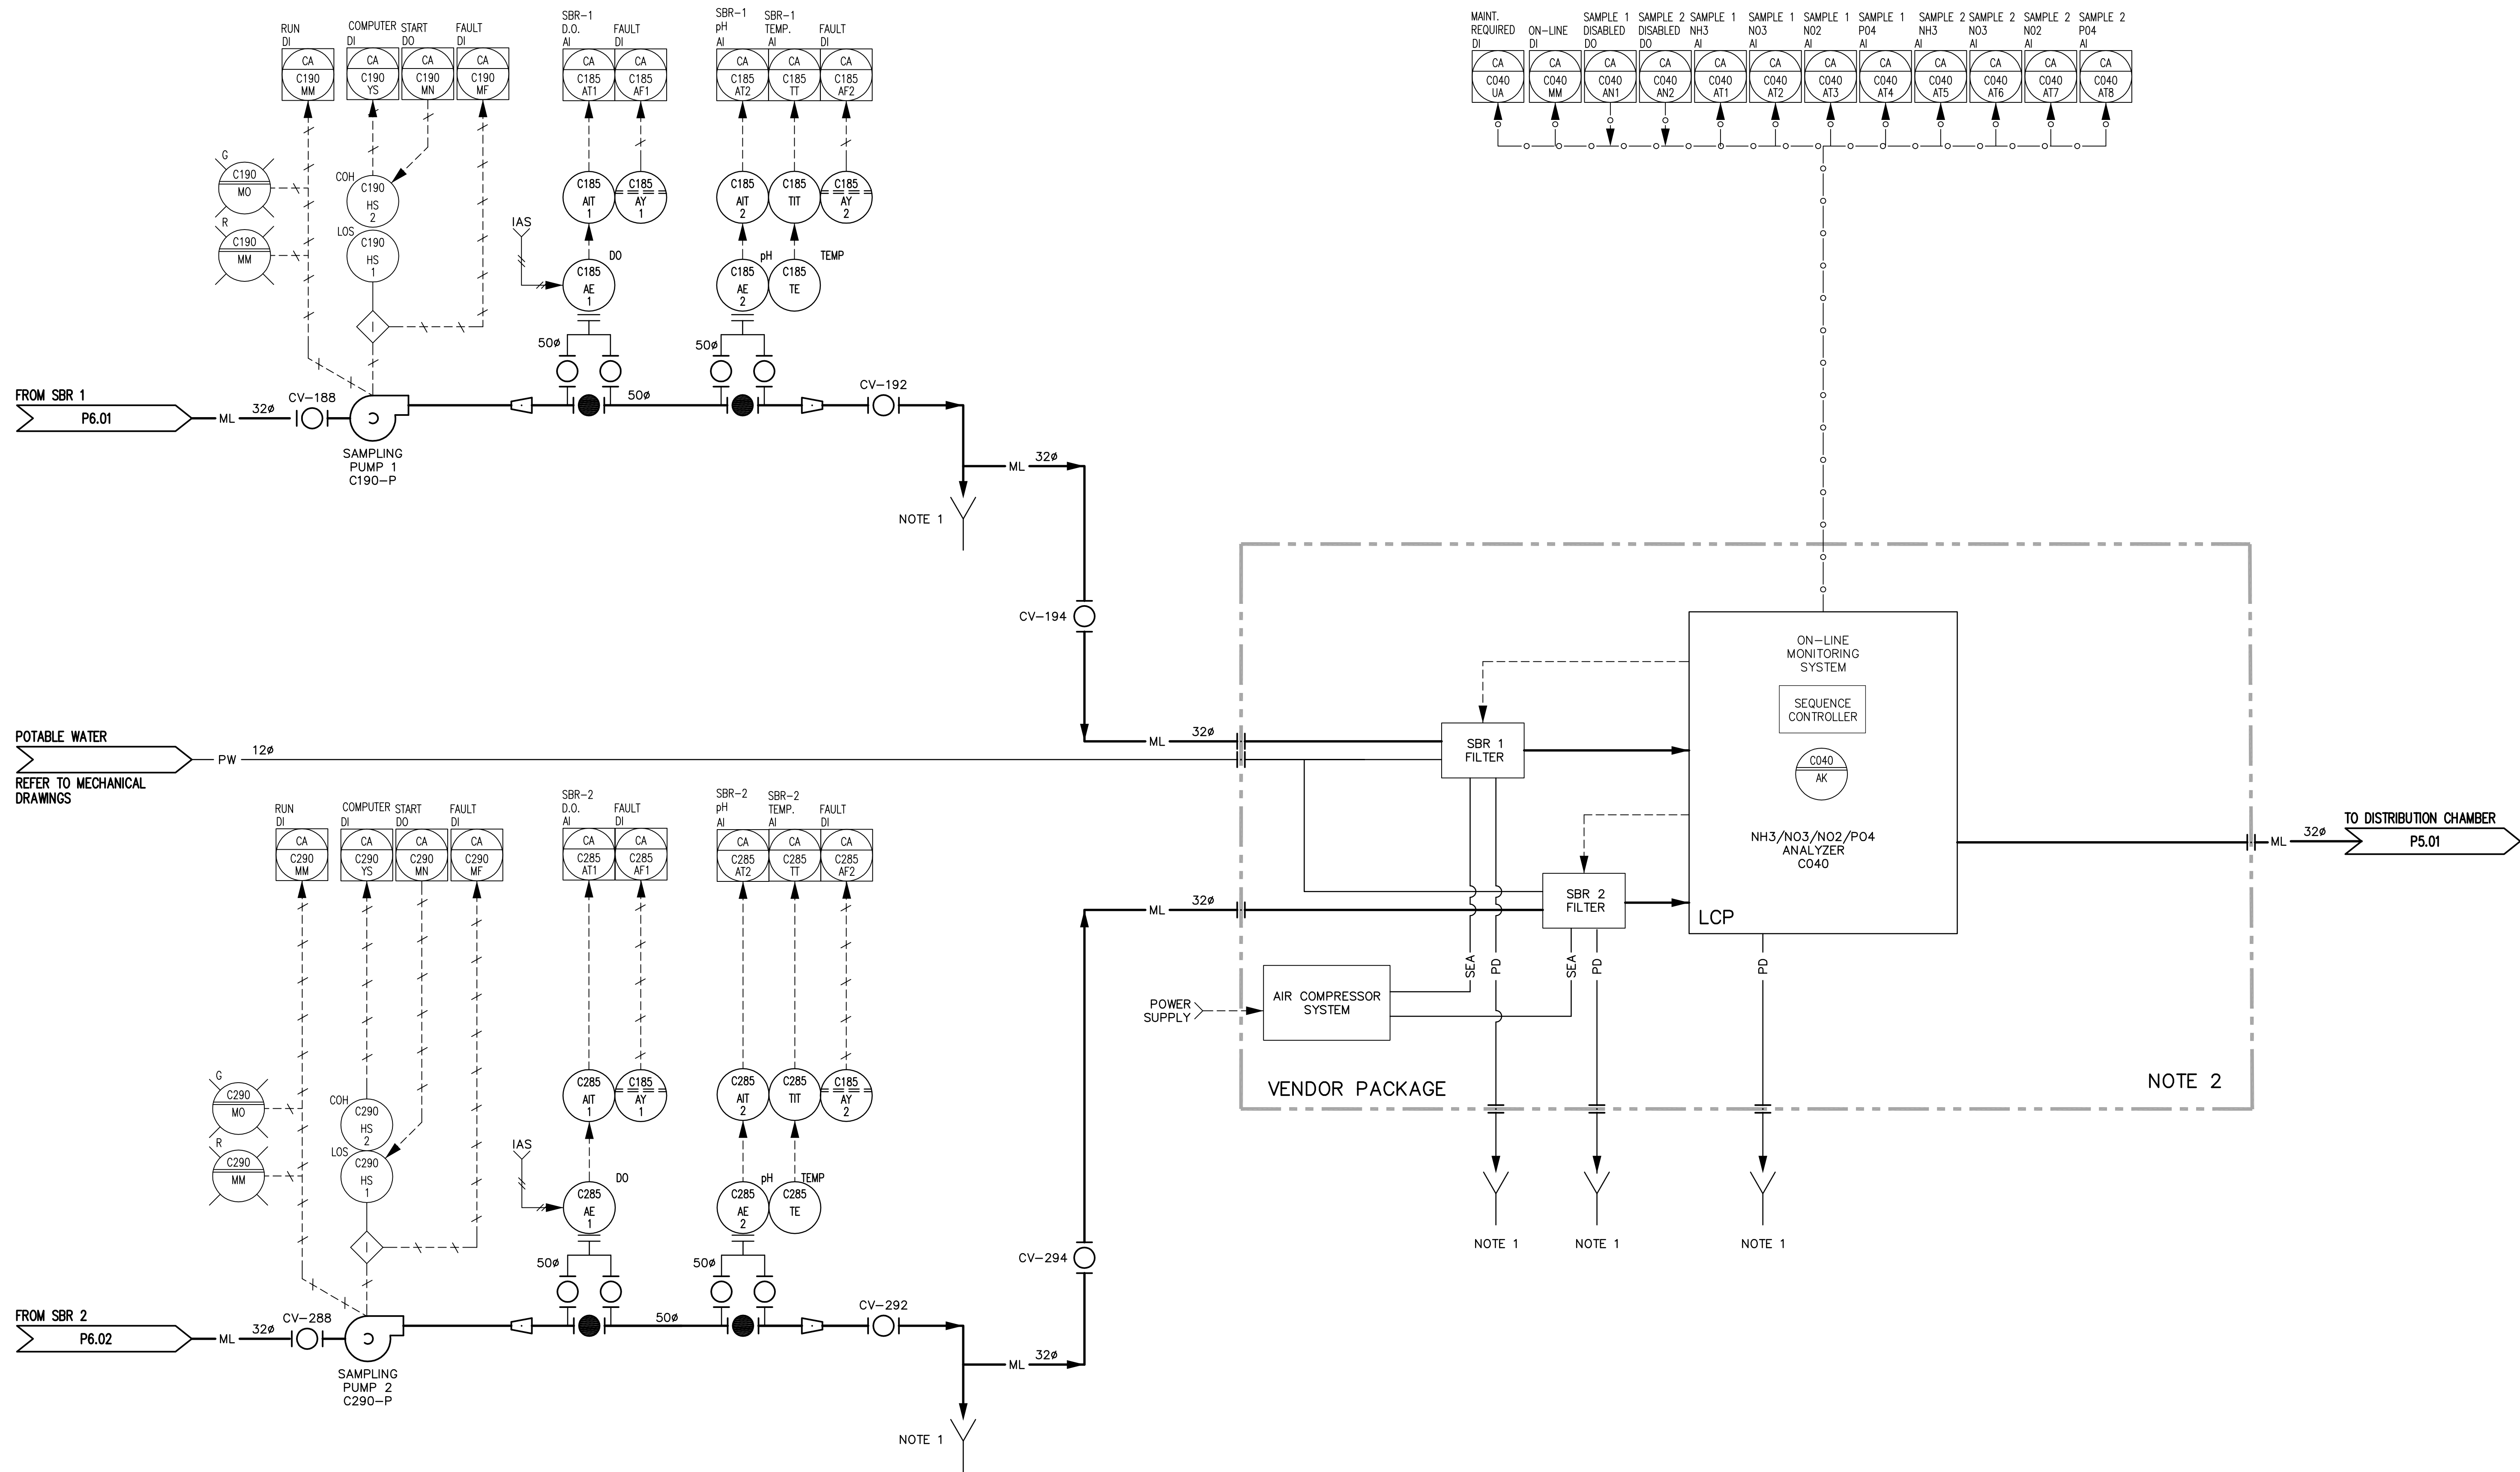 RUN
DI
COMPUTER
DI
START
DO
FAULT
DI
SBR-1
D.O.
AI
FAULT
DI
SBR-1
pH
AI
SBR-1
TEMP.
AI
FAULT
DI
MAINT.
REQUIRED
DI
ON-LINE
DI
SAMPLE 1
DISABLED
DO
SAMPLE 2
DISABLED
DO
SAMPLE 1
NH3
AI
SAMPLE 1
NO3
AI
SAMPLE 1
NO2
AI
SAMPLE 1
PO4
AI
SAMPLE 2
NH3
AI
SAMPLE 2
NO3
AI
SAMPLE 2
NO2
AI
SAMPLE 2
PO4
AI
CA
C190
MM
CA
C190
YS
CA
C190
MN
CA
C190
MF
CA
C185
AT1
CA
C185
AF1
CA
C185
AT2
CA
C185
TT
CA
C185
AF2
CA
C040
UA
CA
C040
MM
CA
C040
AN1
CA
C040
AN2
CA
C040
AT1
CA
C040
AT2
CA
C040
AT3
CA
C040
AT4
CA
C040
AT5
CA
C040
AT6
CA
C040
AT7
CA
C040
AT8
G
C190
MO
R
C190
MM
COH
C190
HS
2
LOS
C190
HS
1
IAS
C185
AIT
1
C185
AY
1
C185
AIT
2
C185
TIT
C185
AY
2
DO
C185
AE
1
pH
C185
AE
2
TEMP
C185
TE
50ø
50ø
FROM SBR 1
P6.01
ML
32ø
CV-188
50ø
CV-192
SAMPLING
PUMP 1
C190-P
ML
32ø
NOTE 1
CV-194
ON-LINE
MONITORING
SYSTEM
SEQUENCE
CONTROLLER
C040
AK
NH3/NO3/NO2/PO4
ANALYZER
C040
LCP
POTABLE WATER
PW
12ø
REFER TO MECHANICAL
DRAWINGS
ML
32ø
SBR 1
FILTER
SBR 2
FILTER
ML
32ø
TO DISTRIBUTION CHAMBER
ML
32ø
P5.01
SEA
PD
SEA
PD
PD
POWER
SUPPLY
AIR COMPRESSOR
SYSTEM
VENDOR PACKAGE
NOTE 2
NOTE 1
NOTE 1
NOTE 1
RUN
DI
COMPUTER
DI
START
DO
FAULT
DI
SBR-2
D.O.
AI
FAULT
DI
SBR-2
pH
AI
SBR-2
TEMP.
AI
FAULT
DI
CA
C290
MM
CA
C290
YS
CA
C290
MN
CA
C290
MF
CA
C285
AT1
CA
C285
AF1
CA
C285
AT2
CA
C285
TT
CA
C285
AF2
G
C290
MO
R
C290
MM
COH
C290
HS
2
LOS
C290
HS
1
IAS
C285
AIT
1
C185
AY
1
C285
AIT
2
C285
TIT
C185
AY
2
DO
C285
AE
1
pH
C285
AE
2
TEMP
C285
TE
50ø
50ø
FROM SBR 2
P6.02
ML
32ø
CV-288
50ø
CV-292
CV-294
SAMPLING
PUMP 2
C290-P
ML
32ø
NOTE 1